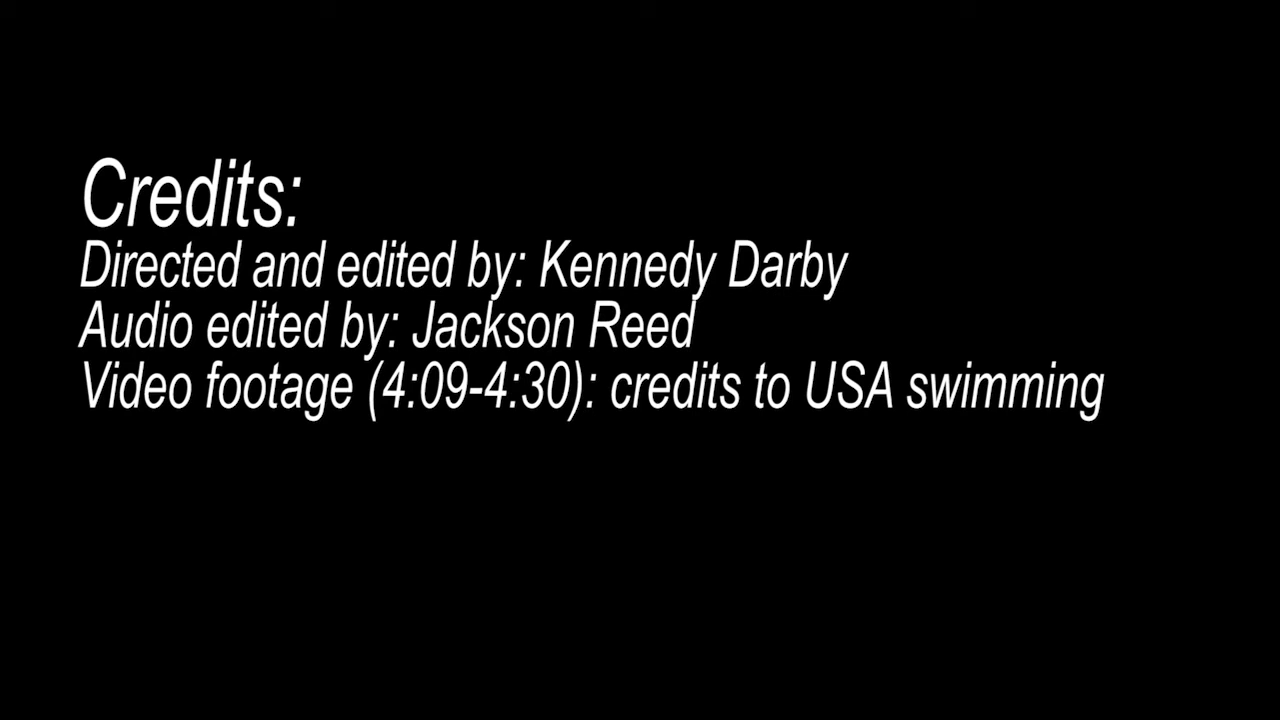 Credits:
Directed and edited by: Kennedy Darby
Audio edited by: Jackson Reed
Video footage (4:09-4:30): credits to USA swimming